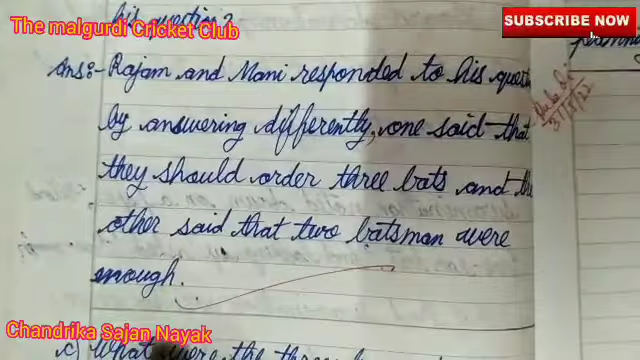 his question?
The malgurdi Cricket Club
SUBSCRIBE NOW
Ans:- Rajam and Mani responded to his
by answering differently, one said that
they should order three bats and
other said that two batsman were
enough.
Chandrika Sajan Nayak
c) What were the three